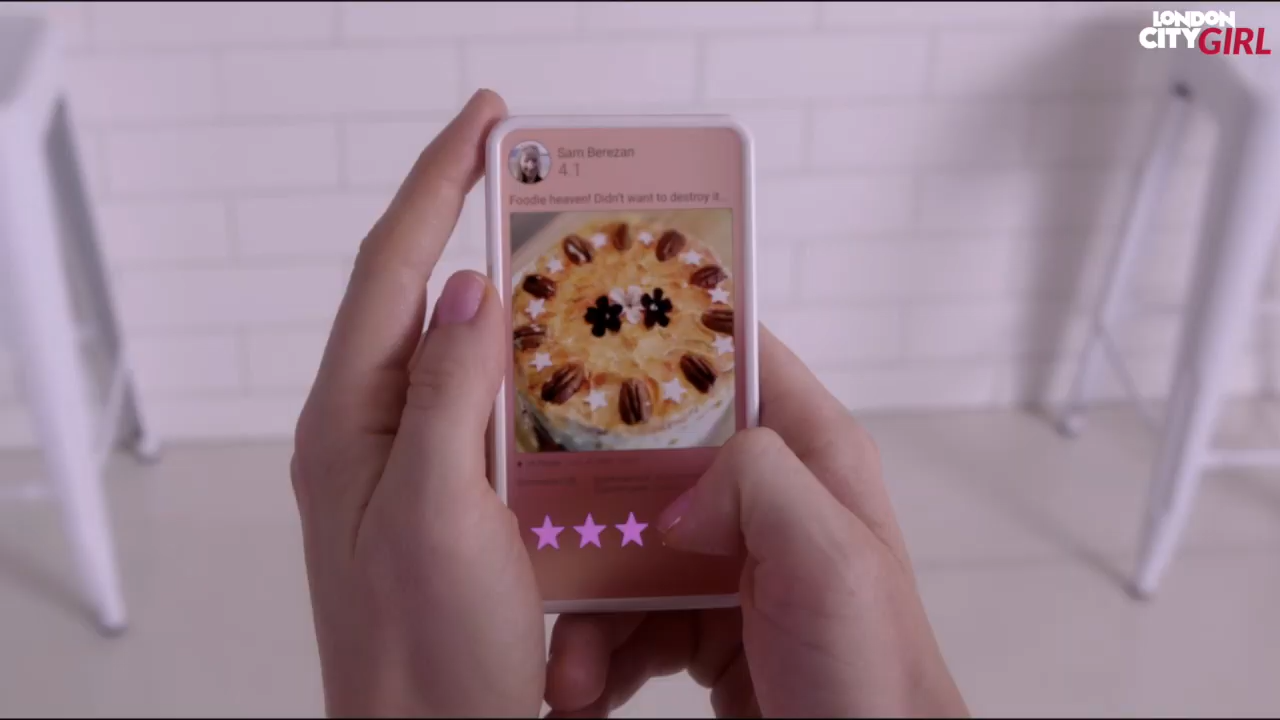 LONDON
CITY GIRL
Sam Berezan
4.1
Foodie heaven! Didn't want to destroy it...